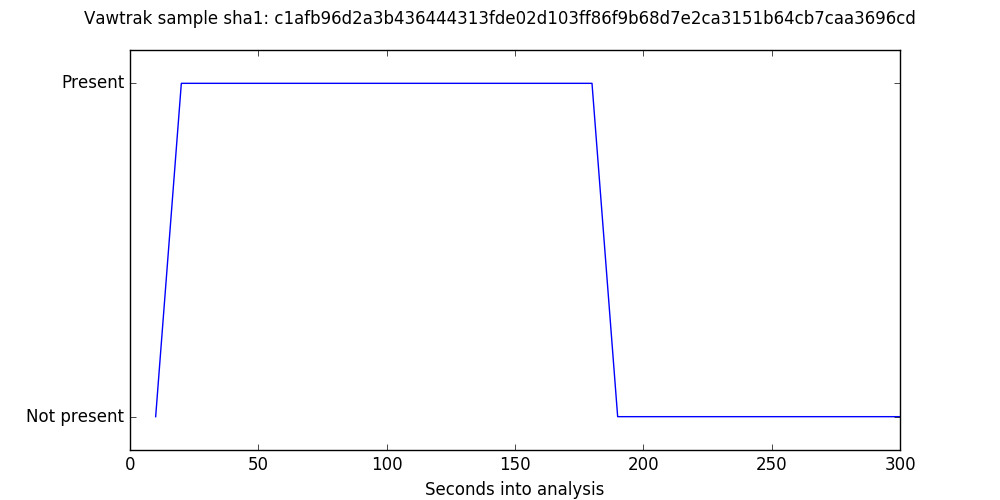 Vawtrak sample sha1: c1afb96d2a3b436444313fde02d103ff86f9b68d7e2ca3151b64cb7caa3696cd
Present
Not present
0 50 100 150 200 250 300
Seconds into analysis